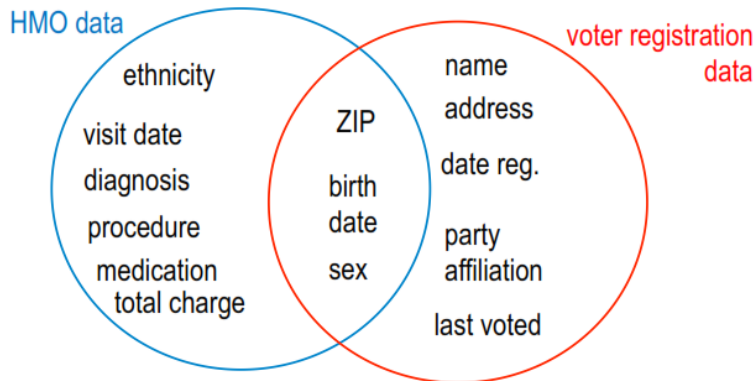 HMO data
ethnicity
visit date
diagnosis
procedure
medication
total charge
ZIP
birth
date
sex
voter registration
data
name
address
date reg.
party
affiliation
last voted